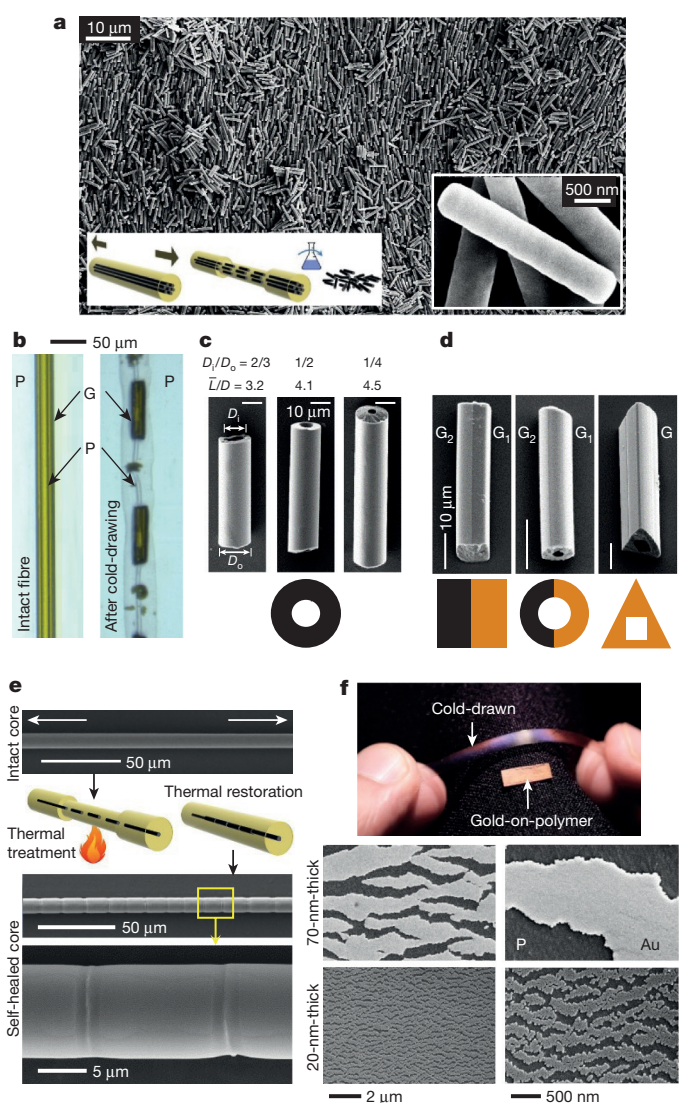 a
10 μm
500 nm
b
50 μm
P
G
P
P
Intact fibre
After cold-drawing
c
Di/Do = 2/3 1/2 1/4
L̅/D = 3.2 4.1 4.5
Di
10 μm
Do
d
G2 G1 G2 G1 G
10 μm
e
Intact core
50 μm
Thermal restoration
Thermal
treatment
50 μm
Self-healed core
5 μm
f
Cold-drawn
Gold-on-polymer
70-nm-thick
P Au
20-nm-thick
2 μm 500 nm